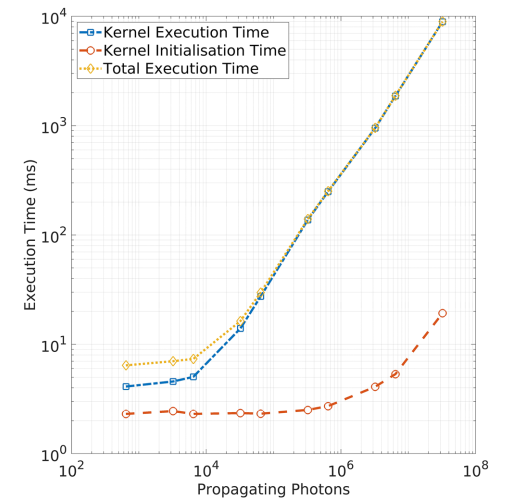 10^4
Kernel Execution Time
Kernel Initialisation Time
Total Execution Time
10^3
10^2
10^1
10^0
Execution Time (ms)
10^2 10^4 10^6 10^8
Propagating Photons